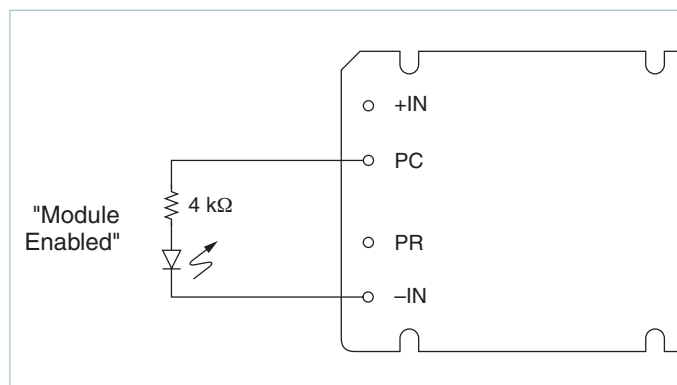 +IN
PC
4 kΩ
"Module
Enabled"
PR
–IN